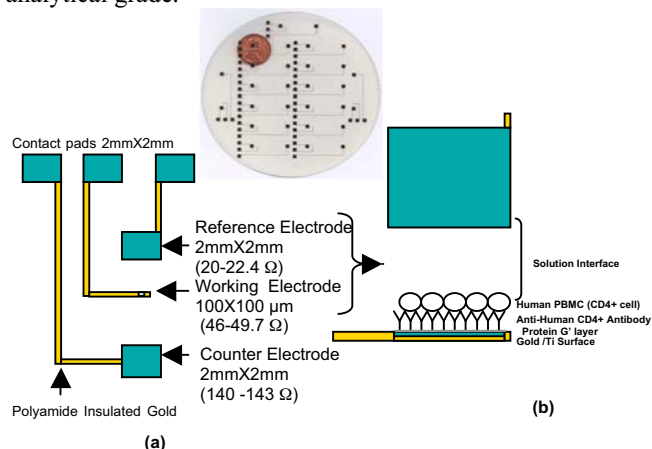 analytical grade.
Contact pads 2mmX2mm
Reference Electrode
2mmX2mm
(20-22.4 Ω)
Working Electrode
100X100 µm
(46-49.7 Ω)
Counter Electrode
2mmX2mm
(140 -143 Ω)
Polyamide Insulated Gold
(a)
Solution Interface
Human PBMC (CD4+ cell)
Anti-Human CD4+ Antibody
Protein G' layer
Gold /Ti Surface
(b)